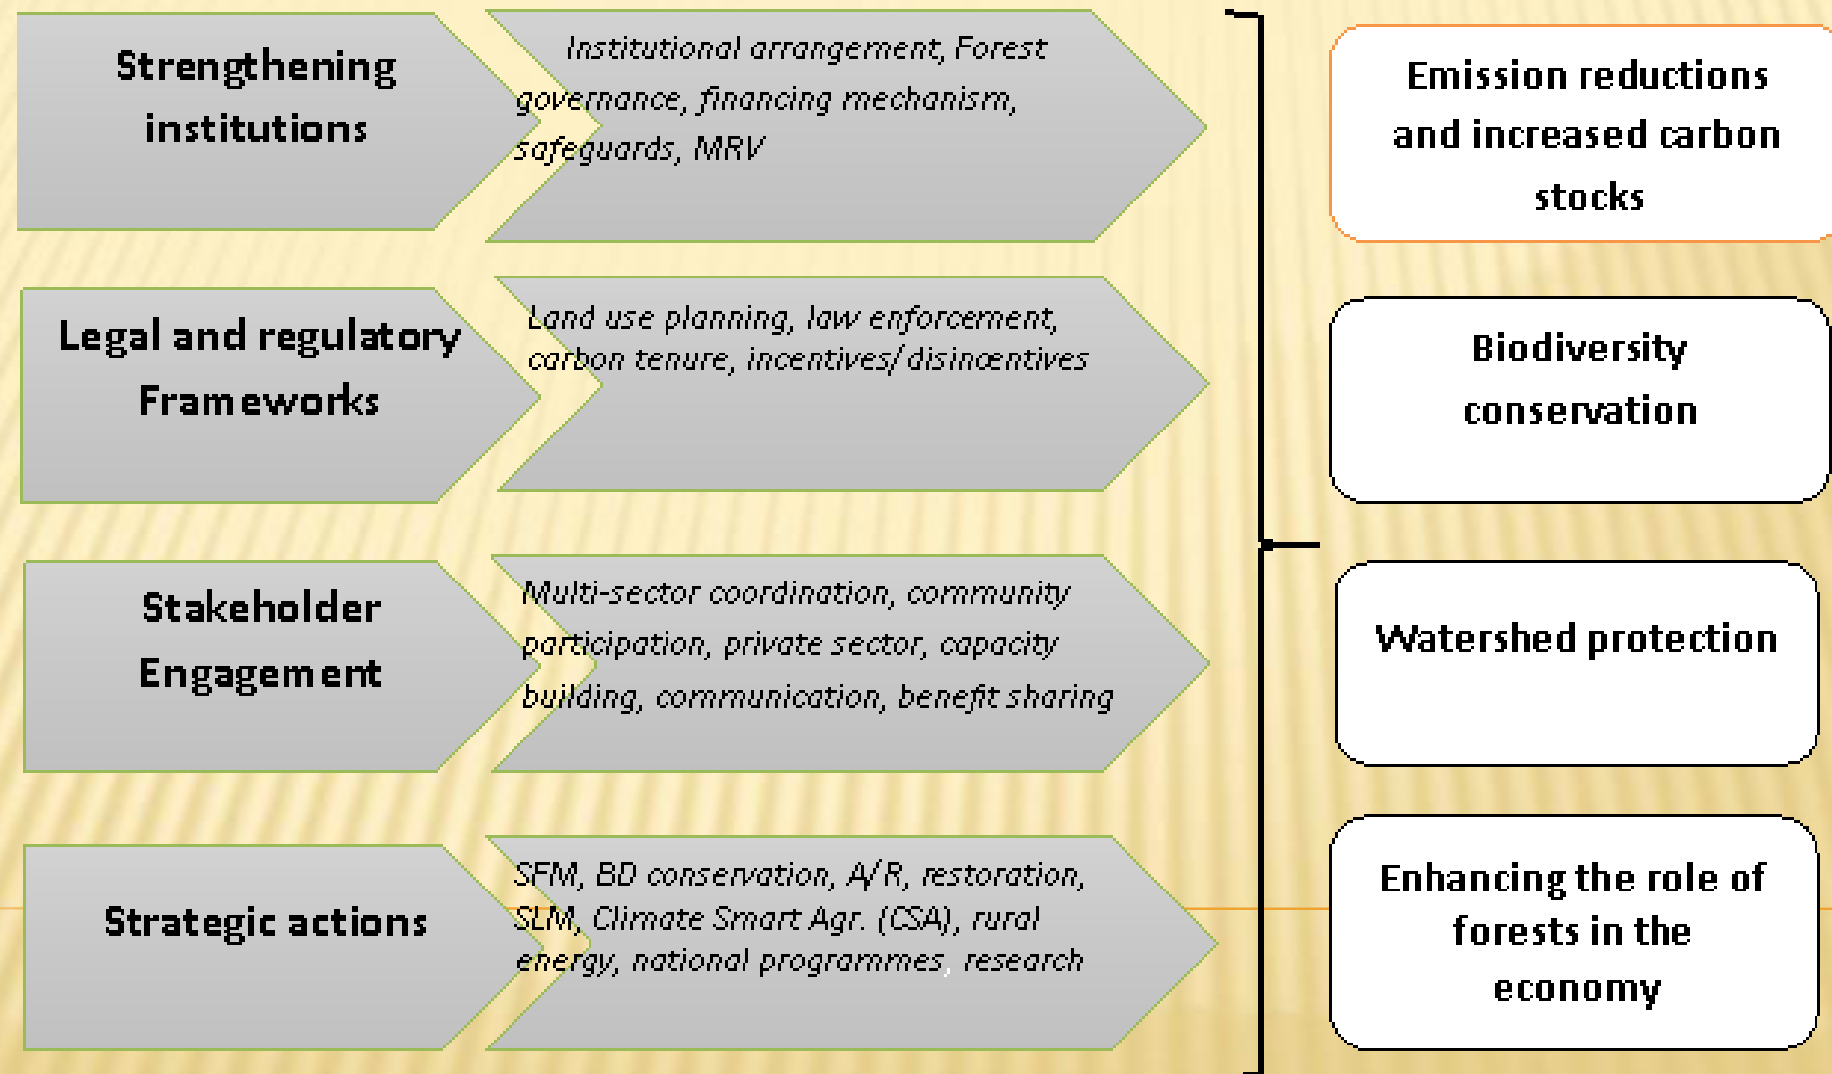 Strengthening
institutions
Institutional arrangement, Forest
governance, financing mechanism,
safeguards, MRV
Emission reductions
and increased carbon
stocks
Legal and regulatory
Frameworks
Land use planning, law enforcement,
carbon tenure, incentives/disincentives
Biodiversity
conservation
Stakeholder
Engagement
Multi-sector coordination, community
participation, private sector, capacity
building, communication, benefit sharing
Watershed protection
Strategic actions
SFM, BD conservation, A/R, restoration,
SLM, Climate Smart Agr. (CSA), rural
energy, national programmes, research
Enhancing the role of
forests in the
economy